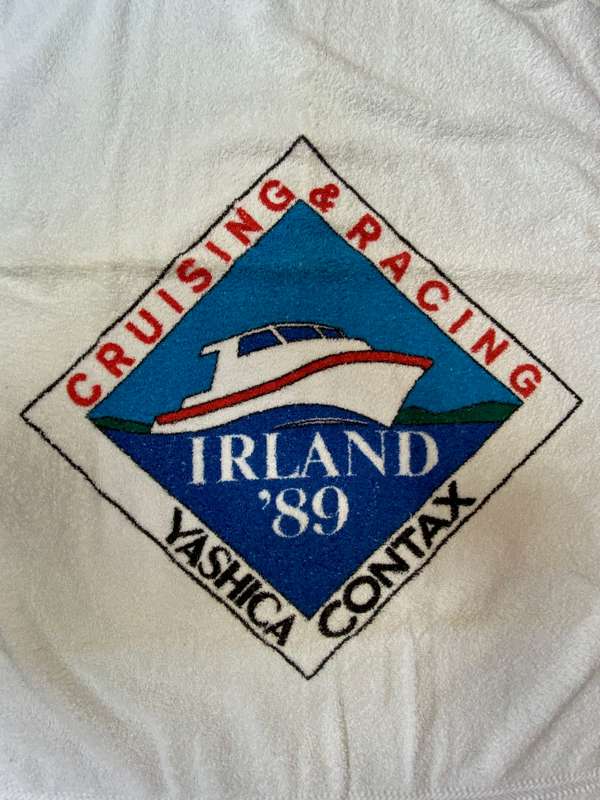 CRUISING & RACING
IRLAND
'89
YASHICA CONTAX